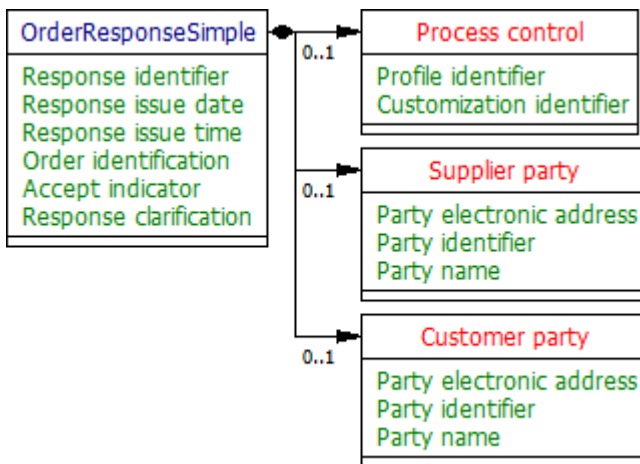 OrderResponseSimple
Response identifier
Response issue date
Response issue time
Order identification
Accept indicator
Response clarification
0..1
Process control
Profile identifier
Customization identifier
0..1
Supplier party
Party electronic address
Party identifier
Party name
0..1
Customer party
Party electronic address
Party identifier
Party name